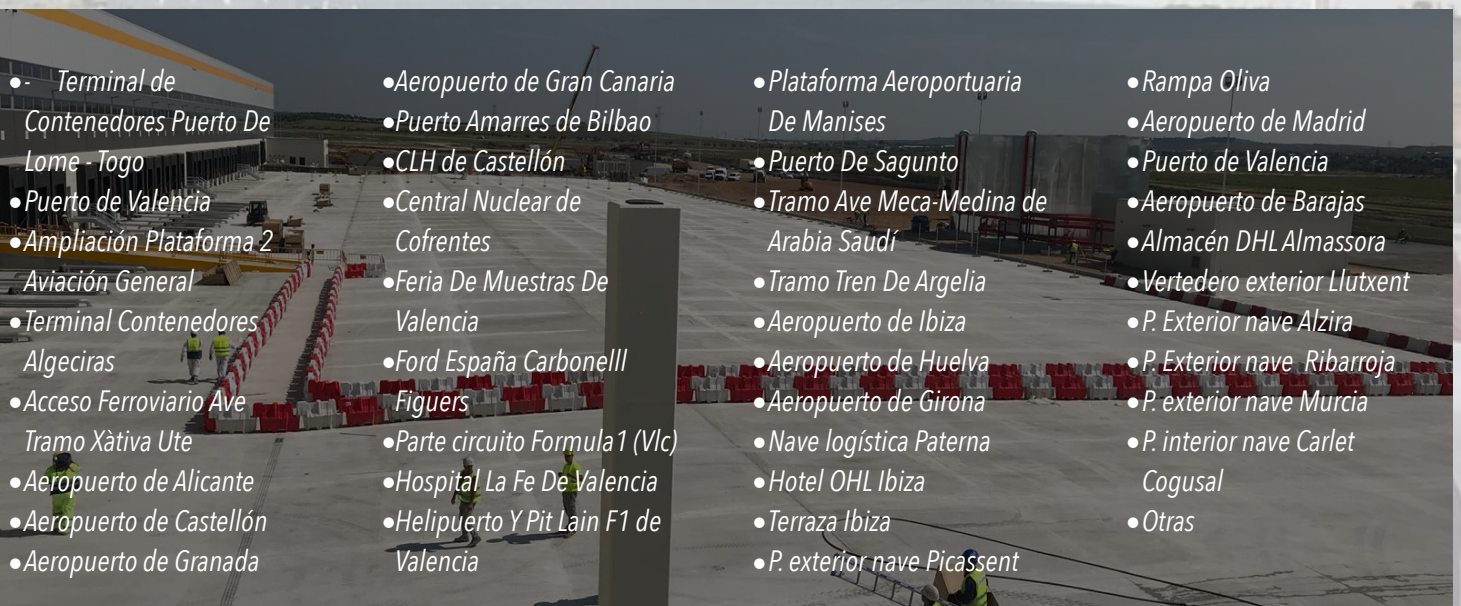 ●- Terminal de
Contenedores Puerto De
Lome - Togo
●Puerto de Valencia
●Ampliación Plataforma 2
Aviación General
●Terminal Contenedores
Algeciras
●Acceso Ferroviario Ave
Tramo Xàtiva Ute
●Aeropuerto de Alicante
●Aeropuerto de Castellón
●Aeropuerto de Granada
●Aeropuerto de Gran Canaria
●Puerto Amarres de Bilbao
●CLH de Castellón
●Central Nuclear de
Cofrentes
●Feria De Muestras De
Valencia
●Ford España Carbonelll
Figuers
●Parte circuito Formula1 (Vlc)
●Hospital La Fe De Valencia
●Helipuerto Y Pit Lain F1 de
Valencia
●Plataforma Aeroportuaria
De Manises
●Puerto De Sagunto
●Tramo Ave Meca-Medina de
Arabia Saudí
●Tramo Tren De Argelia
●Aeropuerto de Ibiza
●Aeropuerto de Huelva
●Aeropuerto de Girona
●Nave logística Paterna
●Hotel OHL Ibiza
●Terraza Ibiza
●P. exterior nave Picassent
●Rampa Oliva
●Aeropuerto de Madrid
●Puerto de Valencia
●Aeropuerto de Barajas
●Almacén DHL Almassora
●Vertedero exterior Llutxent
●P. Exterior nave Alzira
●P. Exterior nave Ribarroja
●P. exterior nave Murcia
●P. interior nave Carlet
Cogusal
●Otras